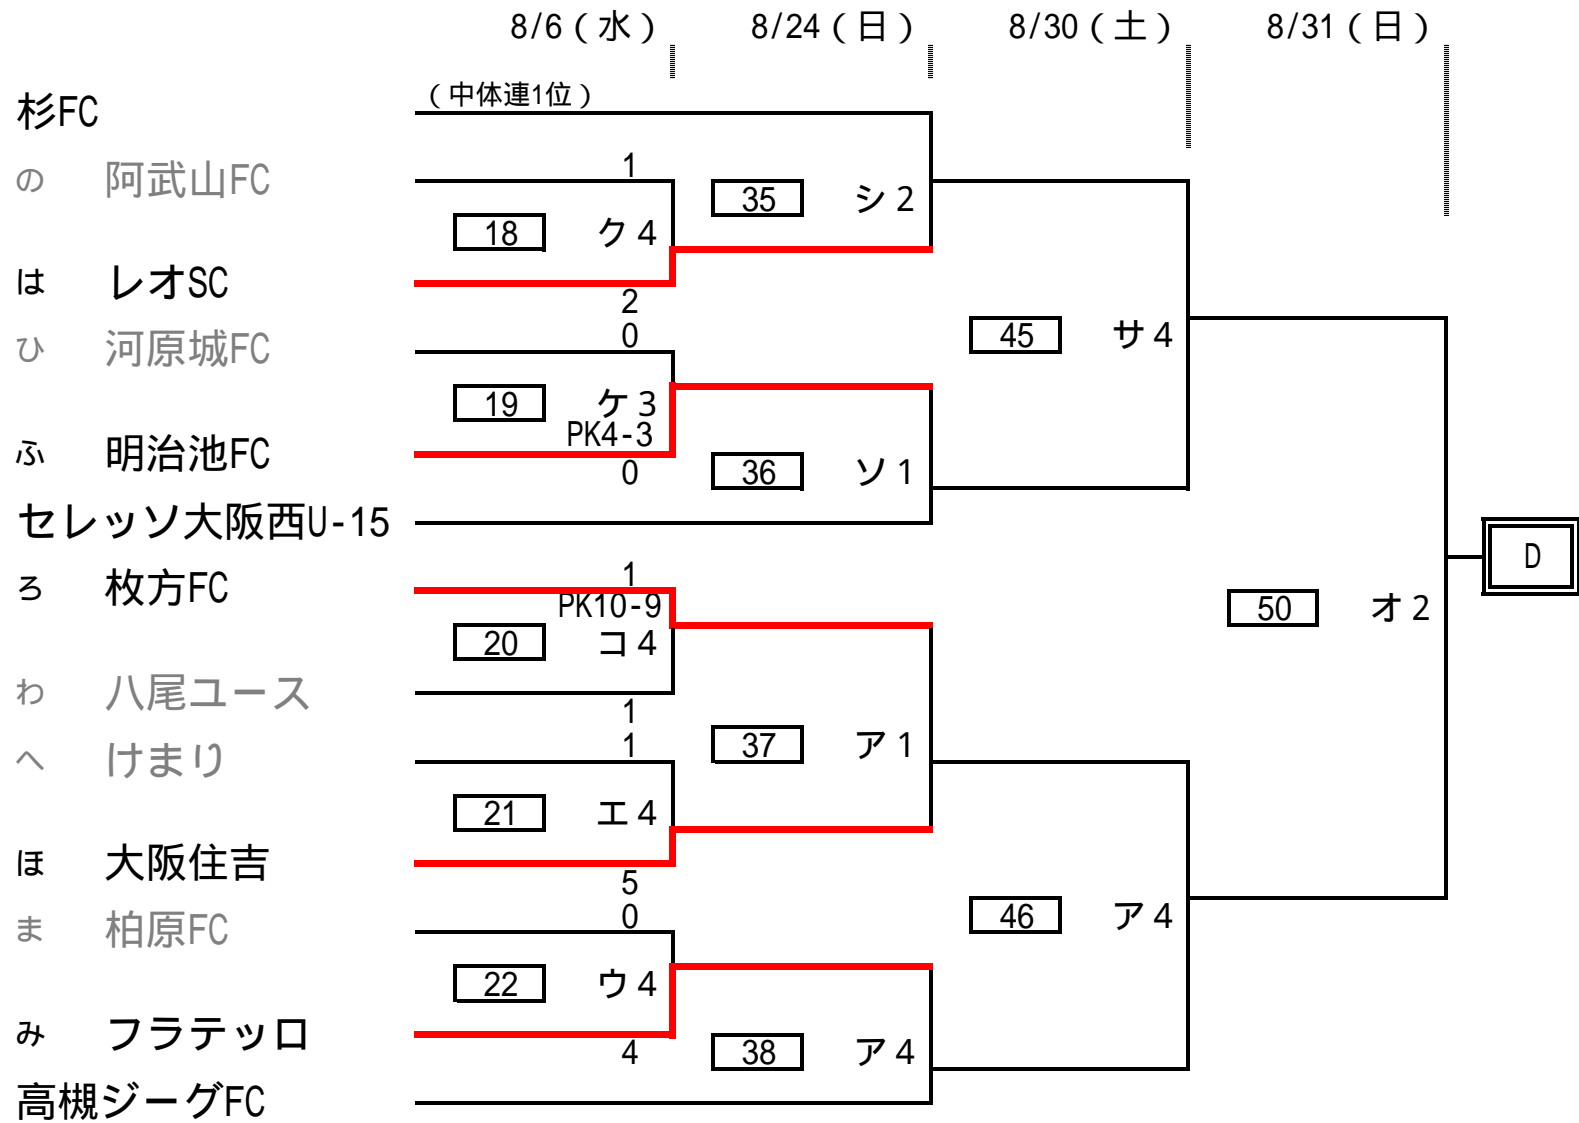 8/6（水） 8/24（日） 8/30（土） 8/31（日）
（中体連1位）
杉FC
1
の 阿武山FC
35 シ2
18 ク4
は レオSC
2
0
ひ 河原城FC
45 サ4
19 ケ3
PK4-3
ふ 明治池FC
0
36 ソ1
セレッソ大阪西U-15
D
1
ろ 枚方FC
PK10-9
50 オ2
20 コ4
わ 八尾ユース
1
1
37 ア1
へ けまり
21 エ4
ほ 大阪住吉
5
0
46 ア4
ま 柏原FC
22 ウ4
み フラテッロ
4
38 ア4
高槻ジーグFC